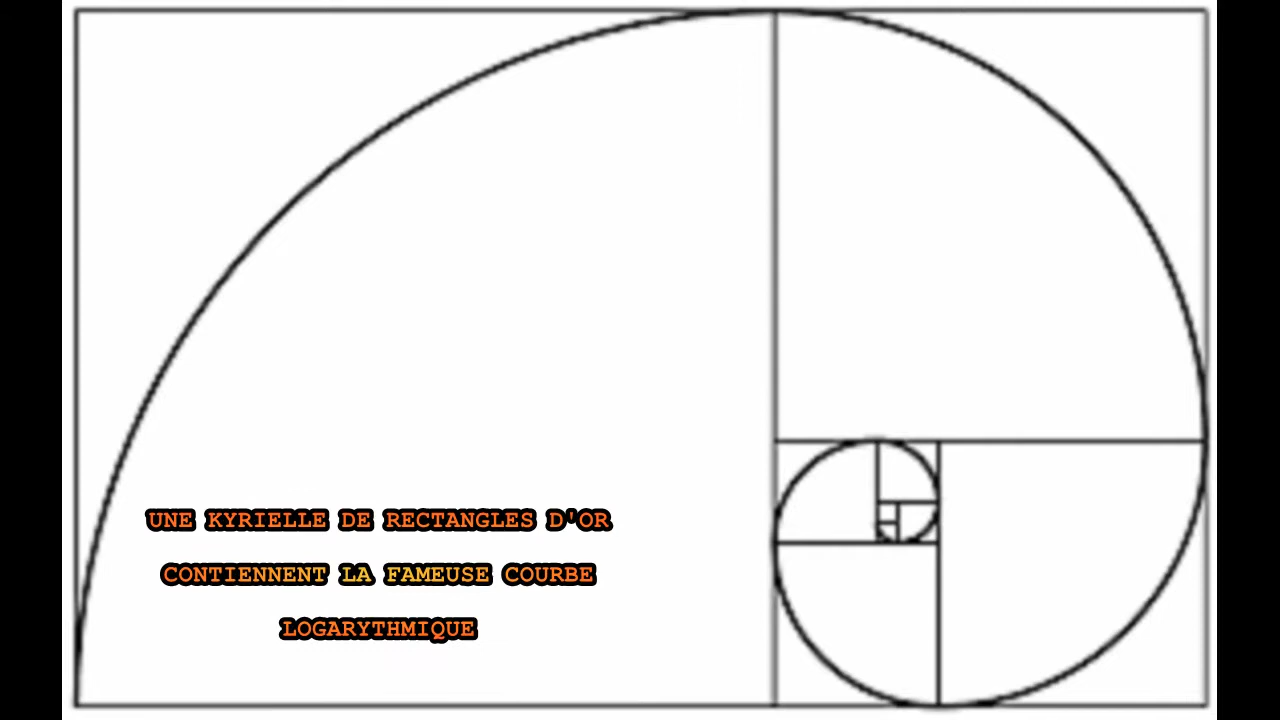 UNE KYRIELLE DE RECTANGLES D'OR
CONTIENNENT LA FAMEUSE COURBE
LOGARYTHMIQUE